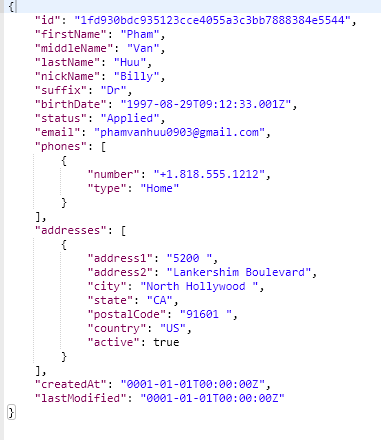 {
    "id": "1fd930bdc935123cce4055a3c3bb7888384e5544",
    "firstName": "Pham",
    "middleName": "Van",
    "lastName": "Huu",
    "nickName": "Billy",
    "suffix": "Dr",
    "birthDate": "1997-08-29T09:12:33.001Z",
    "status": "Applied",
    "email": "phamvanhuu0903@gmail.com",
    "phones": [
        {
            "number": "+1.818.555.1212",
            "type": "Home"
        }
    ],
    "addresses": [
        {
            "address1": "5200 ",
            "address2": "Lankershim Boulevard",
            "city": "North Hollywood ",
            "state": "CA",
            "postalCode": "91601 ",
            "country": "US",
            "active": true
        }
    ],
    "createdAt": "0001-01-01T00:00:00Z",
    "lastModified": "0001-01-01T00:00:00Z"
}